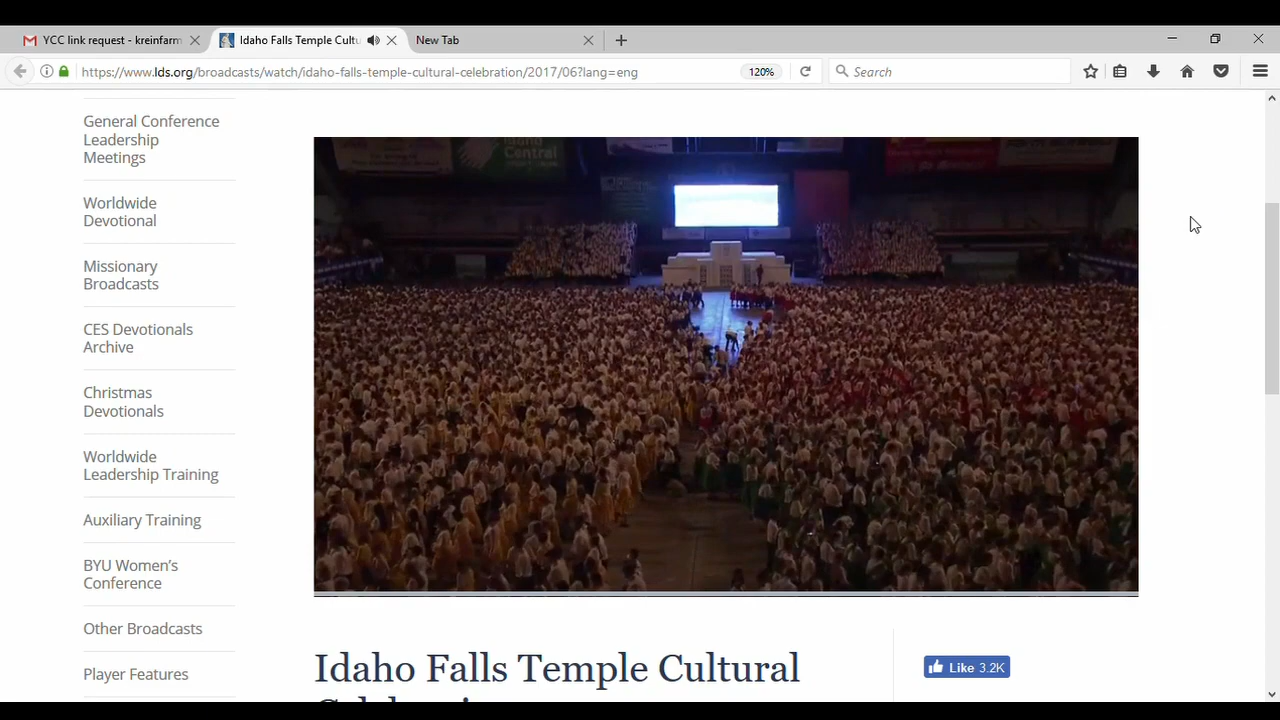 YCC link request - kreinfarm
Idaho Falls Temple Cultu
New Tab
https://www.lds.org/broadcasts/watch/idaho-falls-temple-cultural-celebration/2017/06?lang=eng
120%
Search
General Conference
Leadership
Meetings
Worldwide
Devotional
Missionary
Broadcasts
CES Devotionals
Archive
Christmas
Devotionals
Worldwide
Leadership Training
Auxiliary Training
BYU Women's
Conference
Other Broadcasts
Player Features
Idaho
Central
Idaho Falls Temple Cultural
Like 3.2K